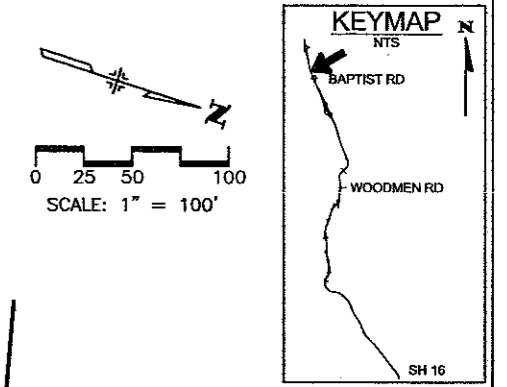 KEYMAP N
NTS
BAPTIST RD
N
0 25 50 100
SCALE: 1" = 100'
WOODMEN RD
SH 16